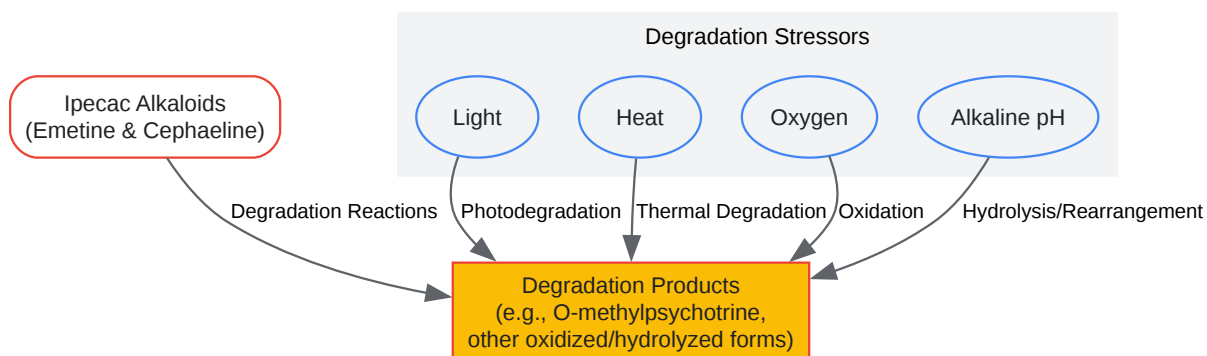 Degradation Stressors
Ipecac Alkaloids
(Emetine & Cephaeline)
Light
Heat
Oxygen
Alkaline pH
Degradation Reactions
Photodegradation
Thermal Degradation
Oxidation
Hydrolysis/Rearrangement
Degradation Products
(e.g., O-methylpsychotrine,
other oxidized/hydrolyzed forms)